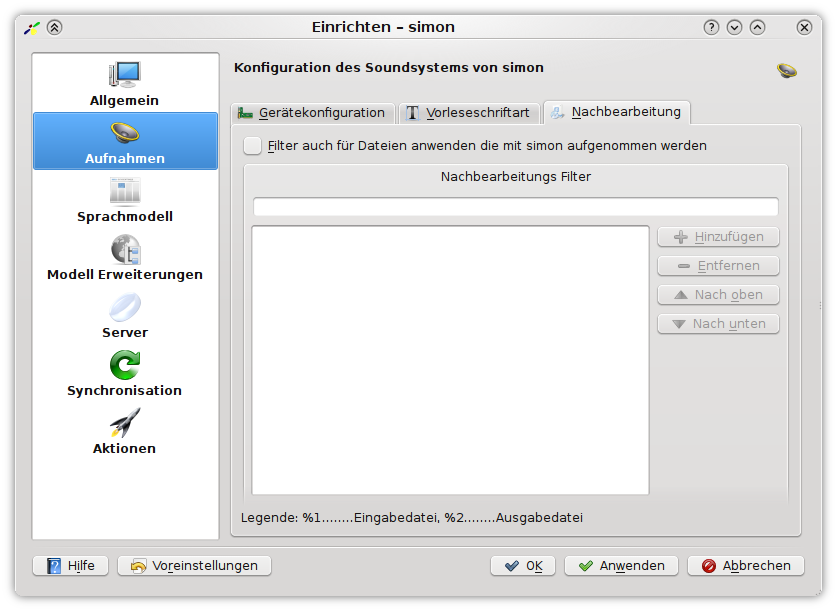 Einrichten – simon
Allgemein
Aufnahmen
Sprachmodell
Modell Erweiterungen
Server
Synchronisation
Aktionen
Konfiguration des Soundsystems von simon
Gerätekonfiguration
Vorleseschriftart
Nachbearbeitung
Filter auch für Dateien anwenden die mit simon aufgenommen werden
Nachbearbeitungs Filter
Hinzufügen
Entfernen
Nach oben
Nach unten
Legende: %1........Eingabedatei, %2........Ausgabedatei
Hilfe
Voreinstellungen
OK
Anwenden
Abbrechen